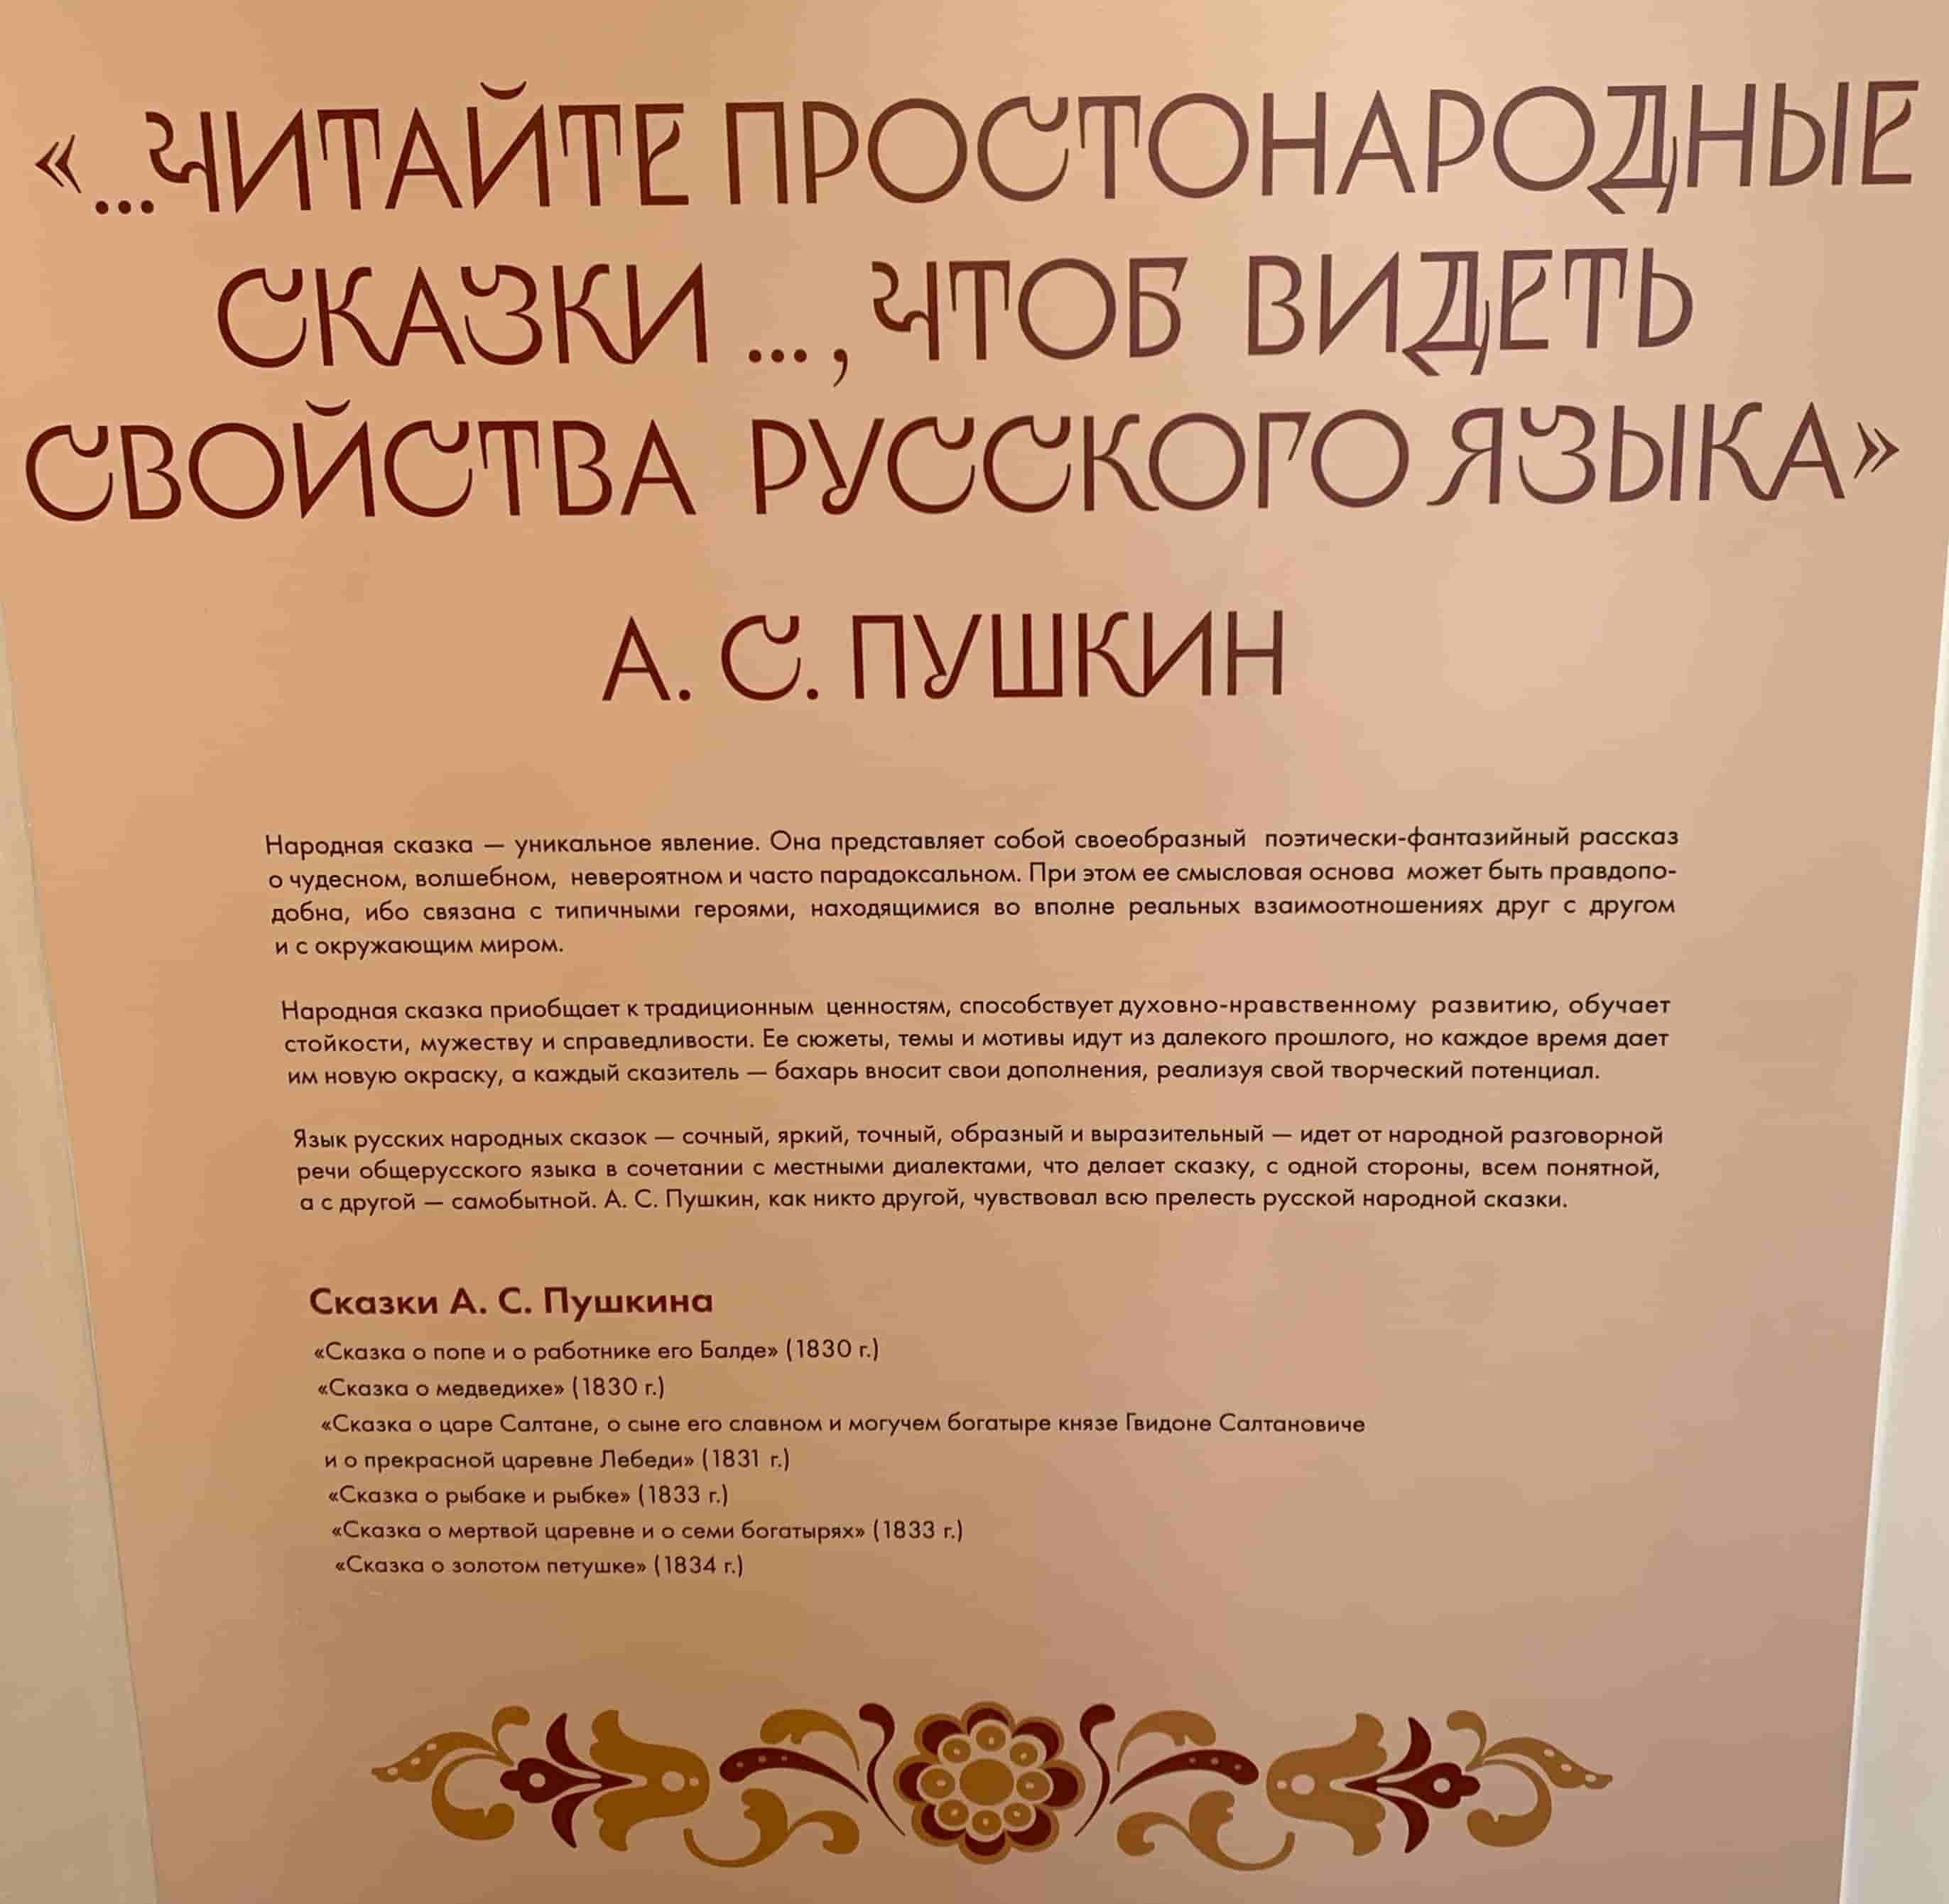 «...ЧИТАЙТЕ ПРОСТОНАРОДНЫЕ
СКАЗКИ ..., ЧТОБ ВИДЕТЬ
СВОЙСТВА РУССКОГО ЯЗЫКА»
А. С. ПУШКИН
Народная сказка — уникальное явление. Она представляет собой своеобразный поэтически-фантазийный рассказ
о чудесном, волшебном, невероятном и часто парадоксальном. При этом ее смысловая основа может быть правдопо-
добна, ибо связана с типичными героями, находящимися во вполне реальных взаимоотношениях друг с другом
и с окружающим миром.
Народная сказка приобщает к традиционным ценностям, способствует духовно-нравственному развитию, обучает
стойкости, мужеству и справедливости. Ее сюжеты, темы и мотивы идут из далекого прошлого, но каждое время дает
им новую окраску, а каждый сказитель — бахарь вносит свои дополнения, реализуя свой творческий потенциал.
Язык русских народных сказок — сочный, яркий, точный, образный и выразительный — идет от народной разговорной
речи общерусского языка в сочетании с местными диалектами, что делает сказку, с одной стороны, всем понятной,
а с другой — самобытной. А. С. Пушкин, как никто другой, чувствовал всю прелесть русской народной сказки.
Сказки А. С. Пушкина
«Сказка о попе и о работнике его Балде» (1830 г.)
«Сказка о медведихе» (1830 г.)
«Сказка о царе Салтане, о сыне его славном и могучем богатыре князе Гвидоне Салтановиче
и о прекрасной царевне Лебеди» (1831 г.)
«Сказка о рыбаке и рыбке» (1833 г.)
«Сказка о мертвой царевне и о семи богатырях» (1833 г.)
«Сказка о золотом петушке» (1834 г.)